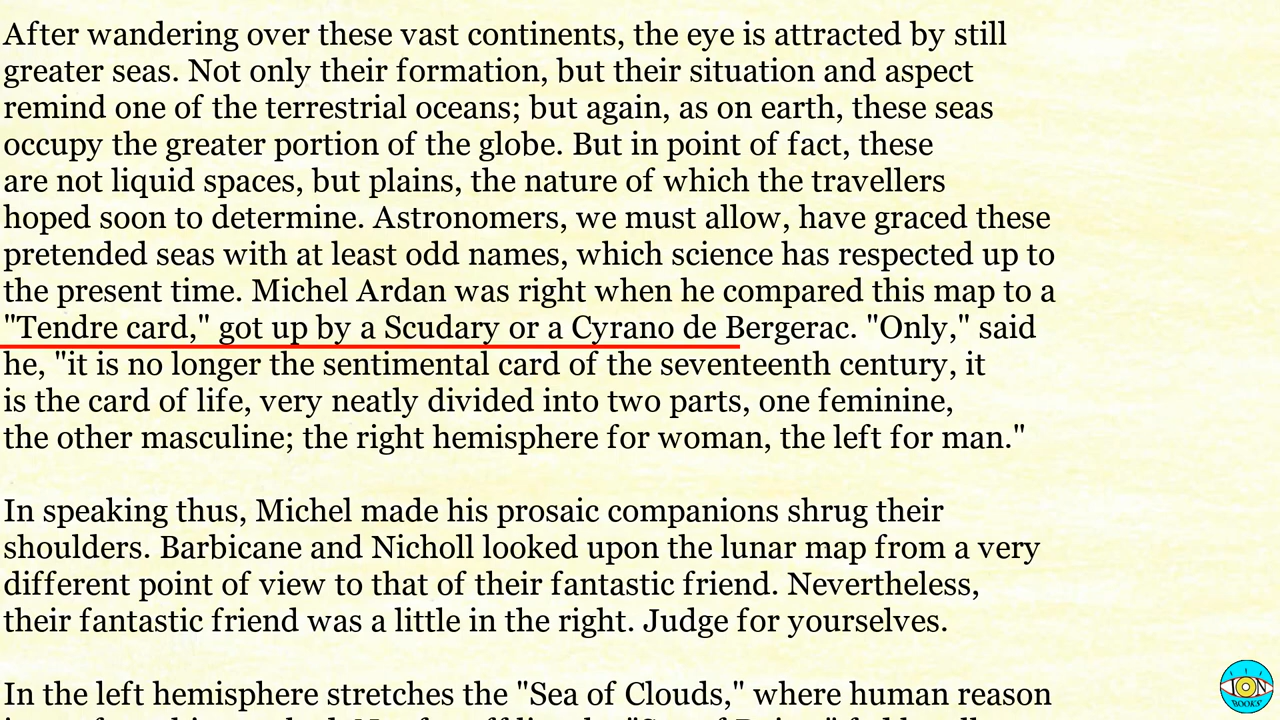 After wandering over these vast continents, the eye is attracted by still
greater seas. Not only their formation, but their situation and aspect
remind one of the terrestrial oceans; but again, as on earth, these seas
occupy the greater portion of the globe. But in point of fact, these
are not liquid spaces, but plains, the nature of which the travellers
hoped soon to determine. Astronomers, we must allow, have graced these
pretended seas with at least odd names, which science has respected up to
the present time. Michel Ardan was right when he compared this map to a
"Tendre card," got up by a Scudary or a Cyrano de Bergerac. "Only," said
he, "it is no longer the sentimental card of the seventeenth century, it
is the card of life, very neatly divided into two parts, one feminine,
the other masculine; the right hemisphere for woman, the left for man."
In speaking thus, Michel made his prosaic companions shrug their
shoulders. Barbicane and Nicholl looked upon the lunar map from a very
different point of view to that of their fantastic friend. Nevertheless,
their fantastic friend was a little in the right. Judge for yourselves.
In the left hemisphere stretches the "Sea of Clouds," where human reason
ION
BOOKS